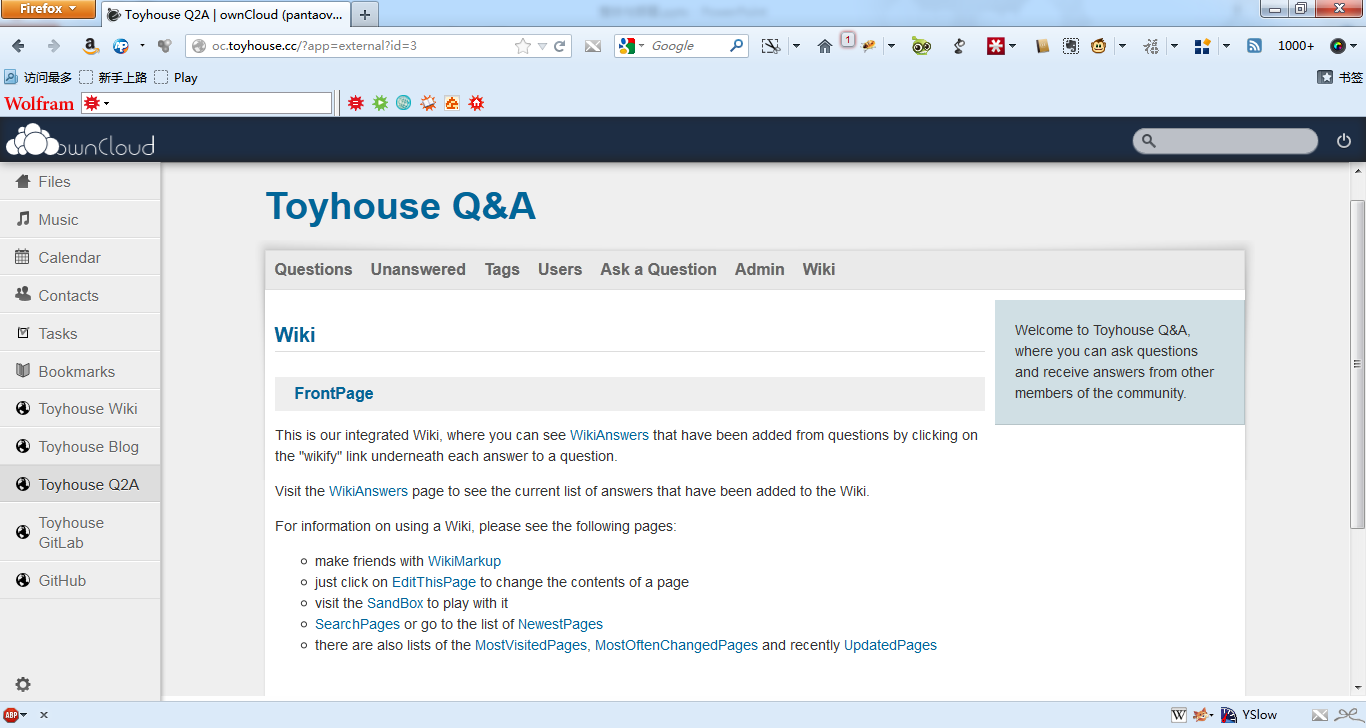 Firefox
Toyhouse Q2A | ownCloud (pantaov...
oc.toyhouse.cc/?app=external?id=3
Google
1
1000+
访问最多
新手上路
Play
书签
Wolfram
ownCloud
Files
Music
Calendar
Contacts
Tasks
Bookmarks
Toyhouse Wiki
Toyhouse Blog
Toyhouse Q2A
Toyhouse
GitLab
GitHub
Toyhouse Q&A
Questions Unanswered Tags Users Ask a Question Admin Wiki
Wiki
FrontPage
This is our integrated Wiki, where you can see WikiAnswers that have been added from questions by clicking on
the "wikify" link underneath each answer to a question.
Visit the WikiAnswers page to see the current list of answers that have been added to the Wiki.
For information on using a Wiki, please see the following pages:
make friends with WikiMarkup
just click on EditThisPage to change the contents of a page
visit the SandBox to play with it
SearchPages or go to the list of NewestPages
there are also lists of the MostVisitedPages, MostOftenChangedPages and recently UpdatedPages
Welcome to Toyhouse Q&A,
where you can ask questions
and receive answers from other
members of the community.
ABP
W
YSlow